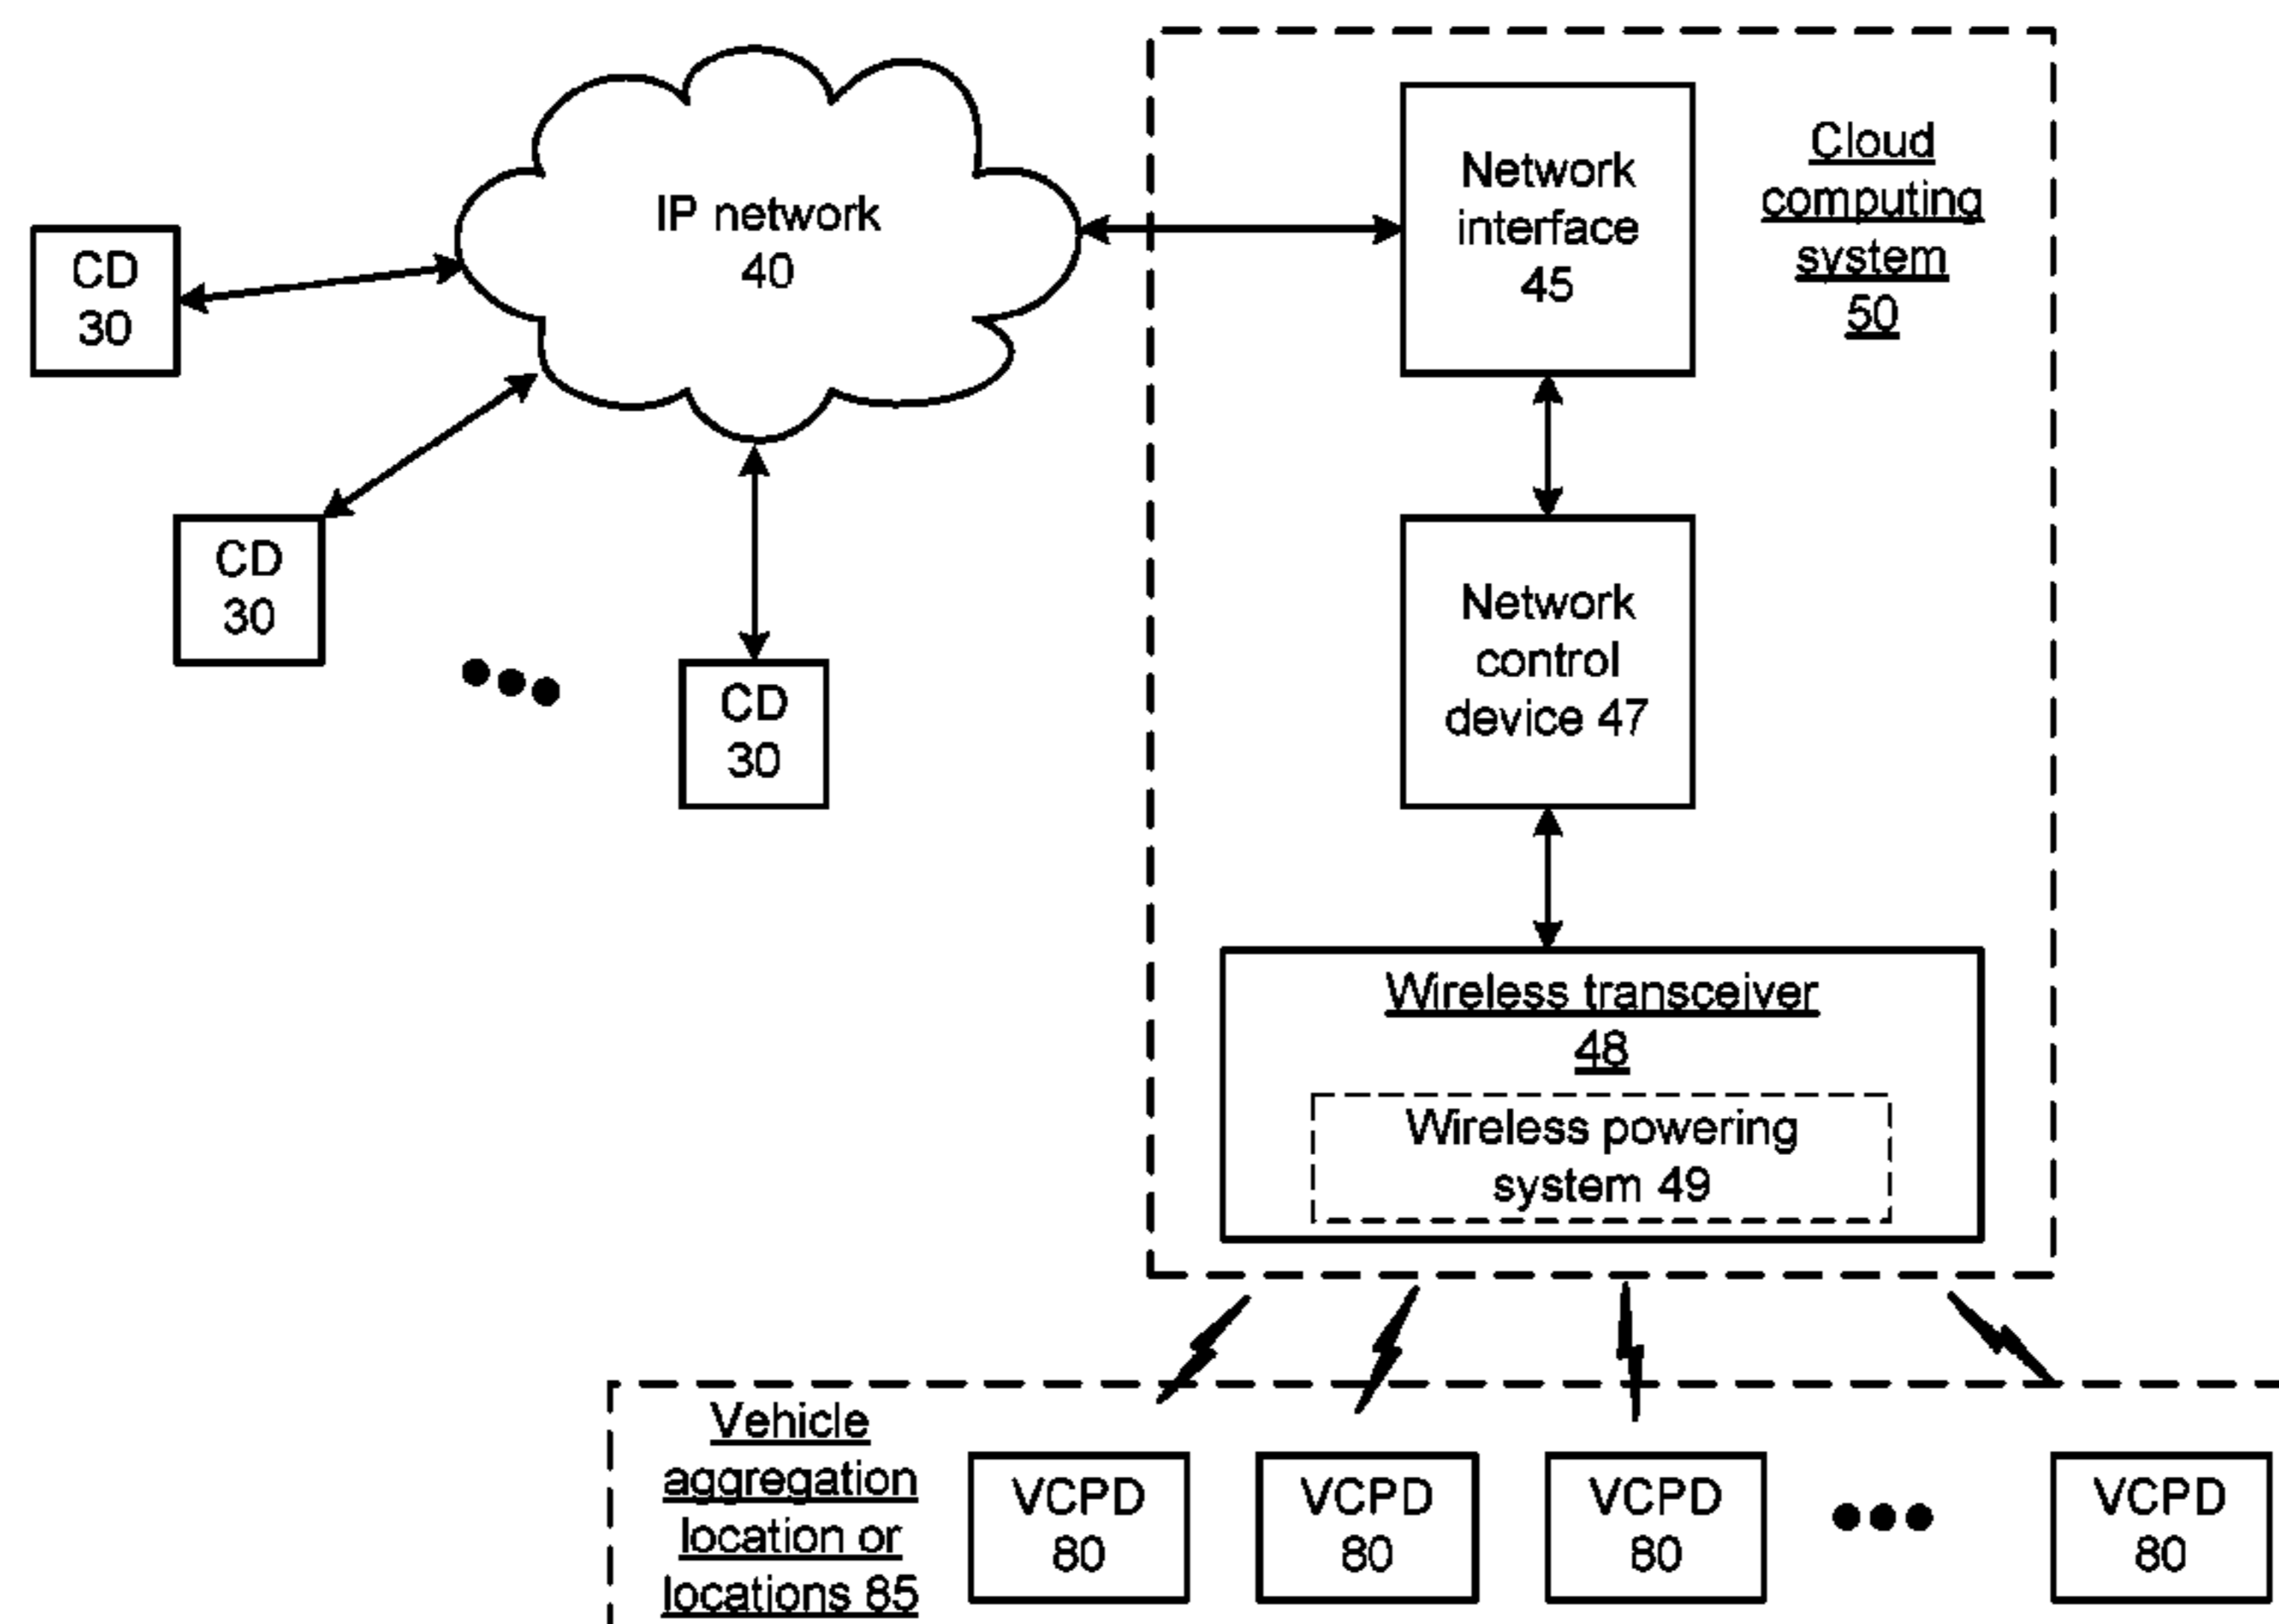 IP network
40
CD
30
CD
30
CD
30
Network
interface
45
Cloud
computing
system
50
Network
control
device 47
Wireless transceiver
48
Wireless powering
system 49
Vehicle
aggregation
location or
locations 85
VCPD
80
VCPD
80
VCPD
80
VCPD
80